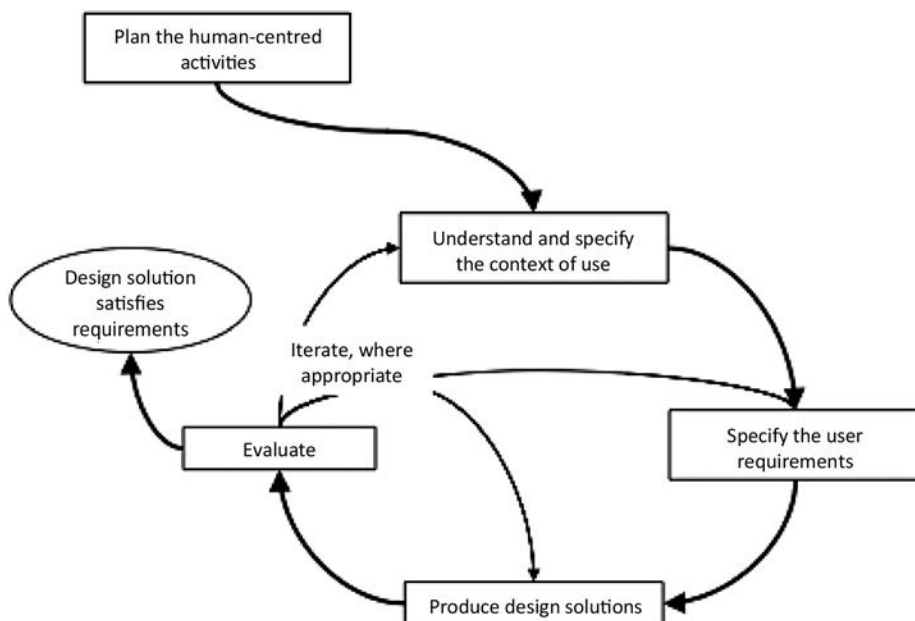 Plan the human-centred
activities
Understand and specify
the context of use
Design solution
satisfies
requirements
Iterate, where
appropriate
Evaluate
Specify the user
requirements
Produce design solutions